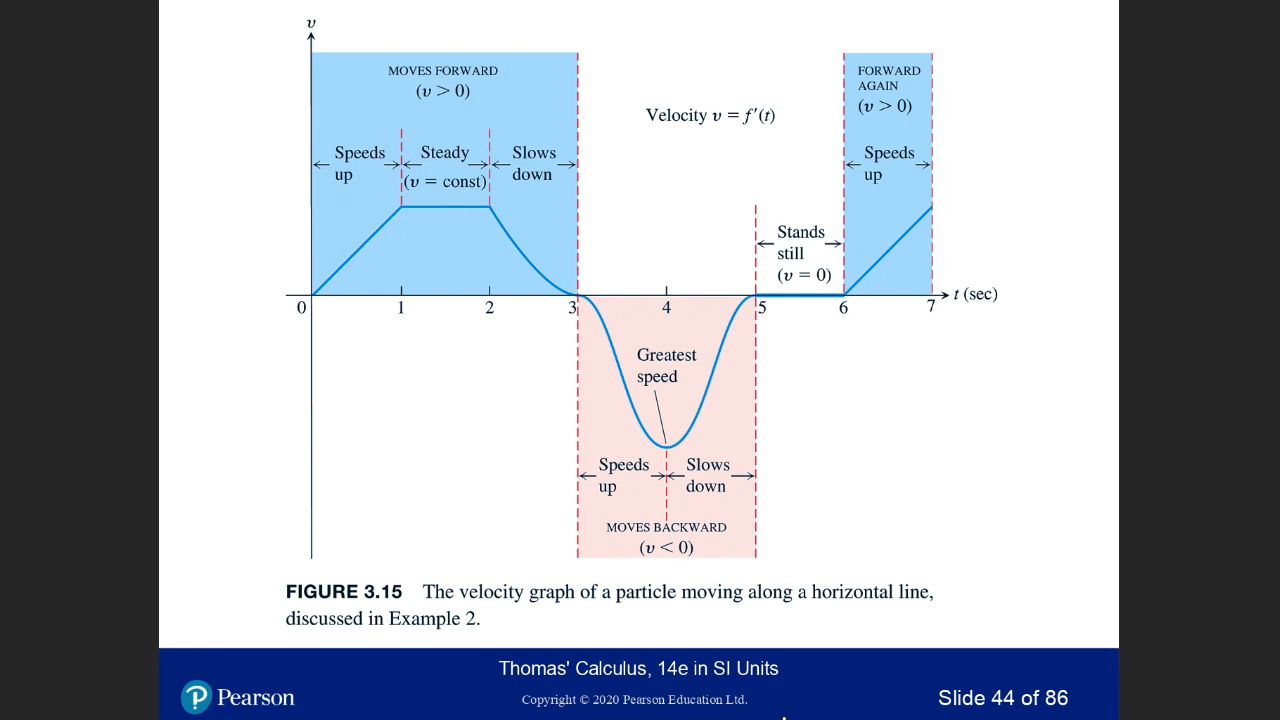 v
MOVES FORWARD
(v > 0)
FORWARD
AGAIN
(v > 0)
Velocity v = f′(t)
Speeds
up
Steady
(v = const)
Slows
down
Speeds
up
Stands
still
(v = 0)
0 1 2 3 4 5 6 7 t (sec)
Greatest
speed
Speeds
up
Slows
down
MOVES BACKWARD
(v < 0)
FIGURE 3.15 The velocity graph of a particle moving along a horizontal line,
discussed in Example 2.
Thomas' Calculus, 14e in SI Units
P Pearson
Copyright © 2020 Pearson Education Ltd.
Slide 44 of 86